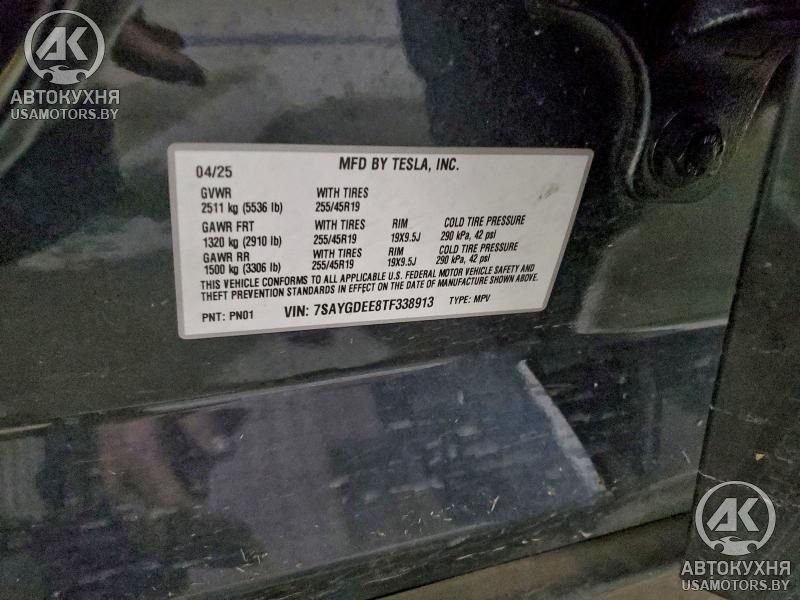 AK
АВТОКУХНЯ
USAMOTORS.BY
04/25 MFD BY TESLA, INC.
GVWR WITH TIRES
2511 kg (5536 lb) 255/45R19
GAWR FRT WITH TIRES RIM COLD TIRE PRESSURE
1320 kg (2910 lb) 255/45R19 19X9.5J 290 kPa, 42 psi
GAWR RR WITH TIRES RIM COLD TIRE PRESSURE
1500 kg (3306 lb) 255/45R19 19X9.5J 290 kPa, 42 psi
THIS VEHICLE CONFORMS TO ALL APPLICABLE U.S. FEDERAL MOTOR VEHICLE SAFETY AND
THEFT PREVENTION STANDARDS IN EFFECT ON THE DATE OF MANUFACTURE SHOWN ABOVE.
PNT: PN01 VIN: 7SAYGDEE8TF338913 TYPE: MPV
AK
АВТОКУХНЯ
USAMOTORS.BY